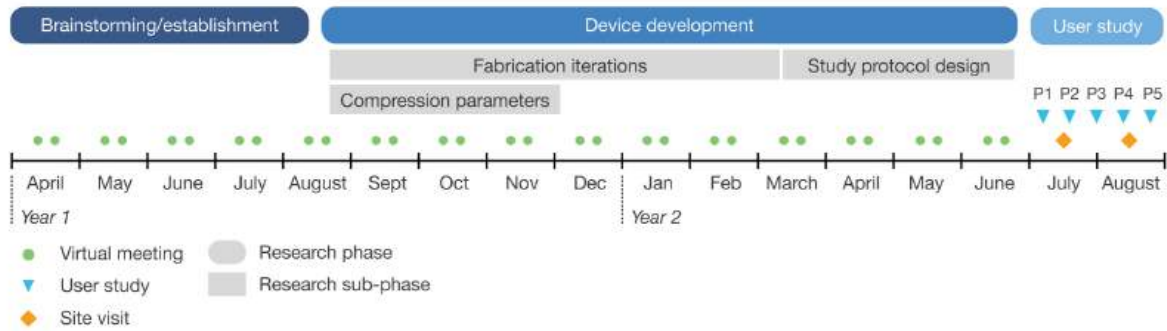 Brainstorming/establishment Device development User study
Fabrication iterations Study protocol design
Compression parameters P1 P2 P3 P4 P5
April May June July August Sept Oct Nov Dec Jan Feb March April May June July August
Year 1 Year 2
Virtual meeting Research phase
User study Research sub-phase
Site visit